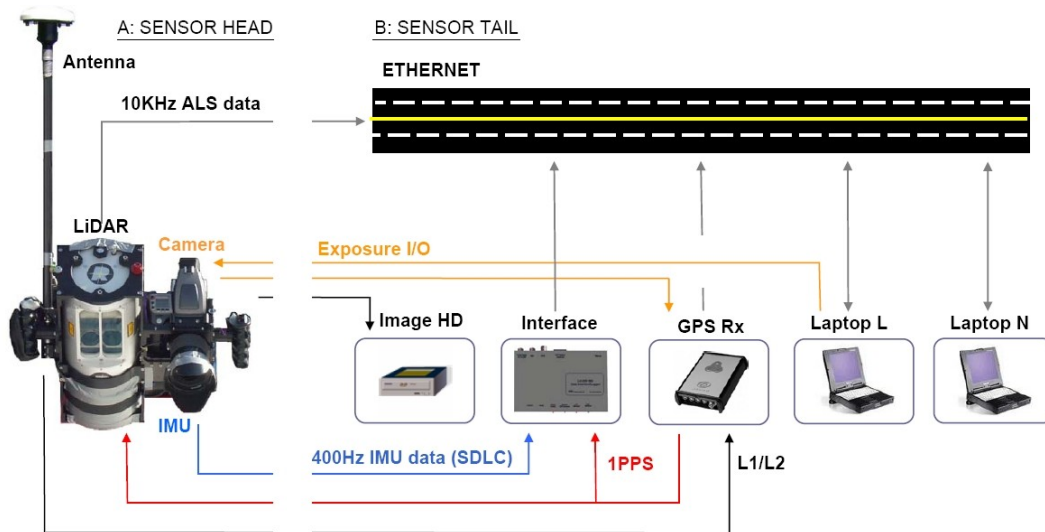 A: SENSOR HEAD
B: SENSOR TAIL
Antenna
ETHERNET
10KHz ALS data
LiDAR
Camera
Exposure I/O
Image HD
Interface
GPS Rx
Laptop L
Laptop N
IMU
400Hz IMU data (SDLC)
1PPS
L1/L2